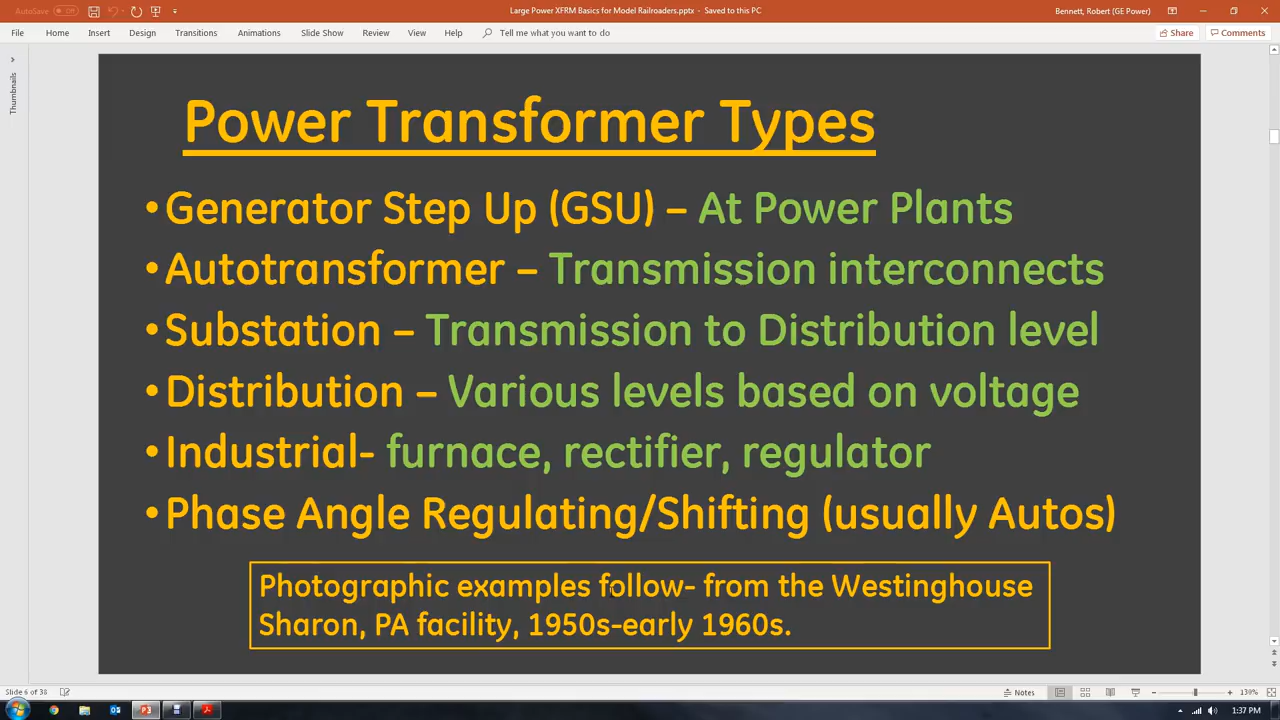 AutoSave Off
Large Power XFRM Basics for Model Railroaders.pptx - Saved to this PC
Bennett, Robert (GE Power)
File Home Insert Design Transitions Animations Slide Show Review View Help Tell me what you want to do
Share Comments
Thumbnails
Power Transformer Types
•Generator Step Up (GSU) – At Power Plants
•Autotransformer – Transmission interconnects
•Substation – Transmission to Distribution level
•Distribution – Various levels based on voltage
•Industrial- furnace, rectifier, regulator
•Phase Angle Regulating/Shifting (usually Autos)
Photographic examples follow- from the Westinghouse
Sharon, PA facility, 1950s-early 1960s.
Slide 6 of 38
Notes
139%
1:37 PM